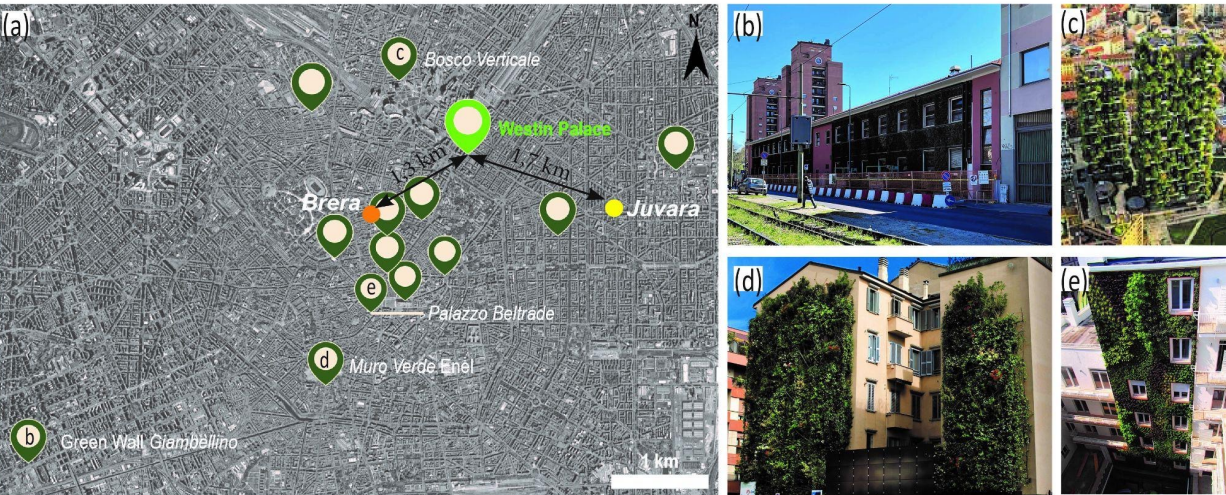 (a)
N
c
Bosco Verticale
Westin Palace
1.3 km
1.7 km
Brera
Juvara
e
Palazzo Beltrade
d
Muro Verde Enel
b
Green Wall Giambellino
1 km
(b)
(c)
(d)
(e)